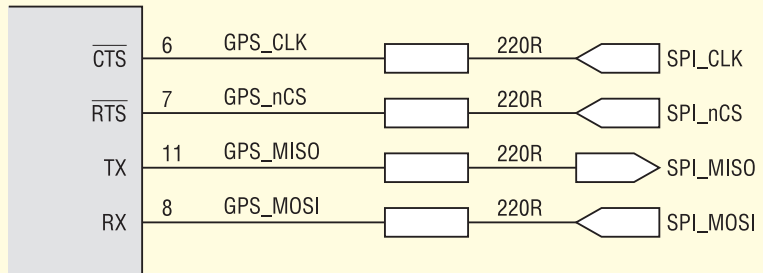 CTS 6 GPS_CLK 220R SPI_CLK
RTS 7 GPS_nCS 220R SPI_nCS
TX 11 GPS_MISO 220R SPI_MISO
RX 8 GPS_MOSI 220R SPI_MOSI